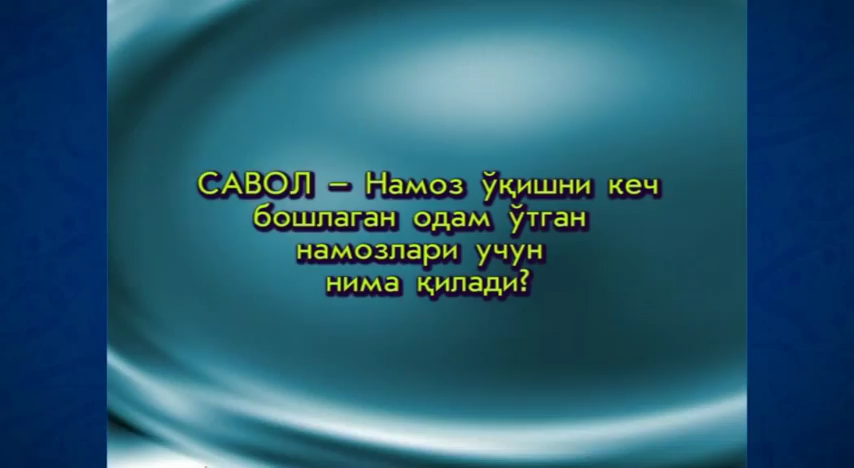 САВОЛ – Намоз ўқишни кеч
бошлаган одам ўтган
намозлари учун
нима қилади?